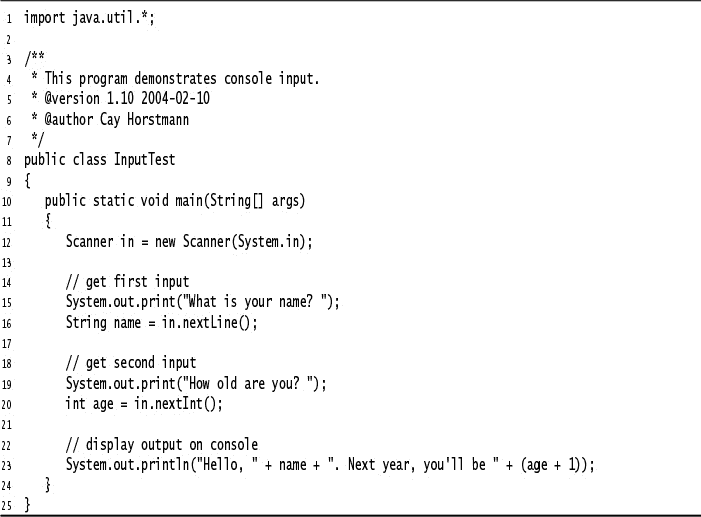 1 import java.util.*;
2
3 /**
4  * This program demonstrates console input.
5  * @version 1.10 2004-02-10
6  * @author Cay Horstmann
7  */
8 public class InputTest
9 {
10    public static void main(String[] args)
11    {
12       Scanner in = new Scanner(System.in);
13
14       // get first input
15       System.out.print("What is your name? ");
16       String name = in.nextLine();
17
18       // get second input
19       System.out.print("How old are you? ");
20       int age = in.nextInt();
21
22       // display output on console
23       System.out.println("Hello, " + name + ". Next year, you'll be " + (age + 1));
24    }
25 }